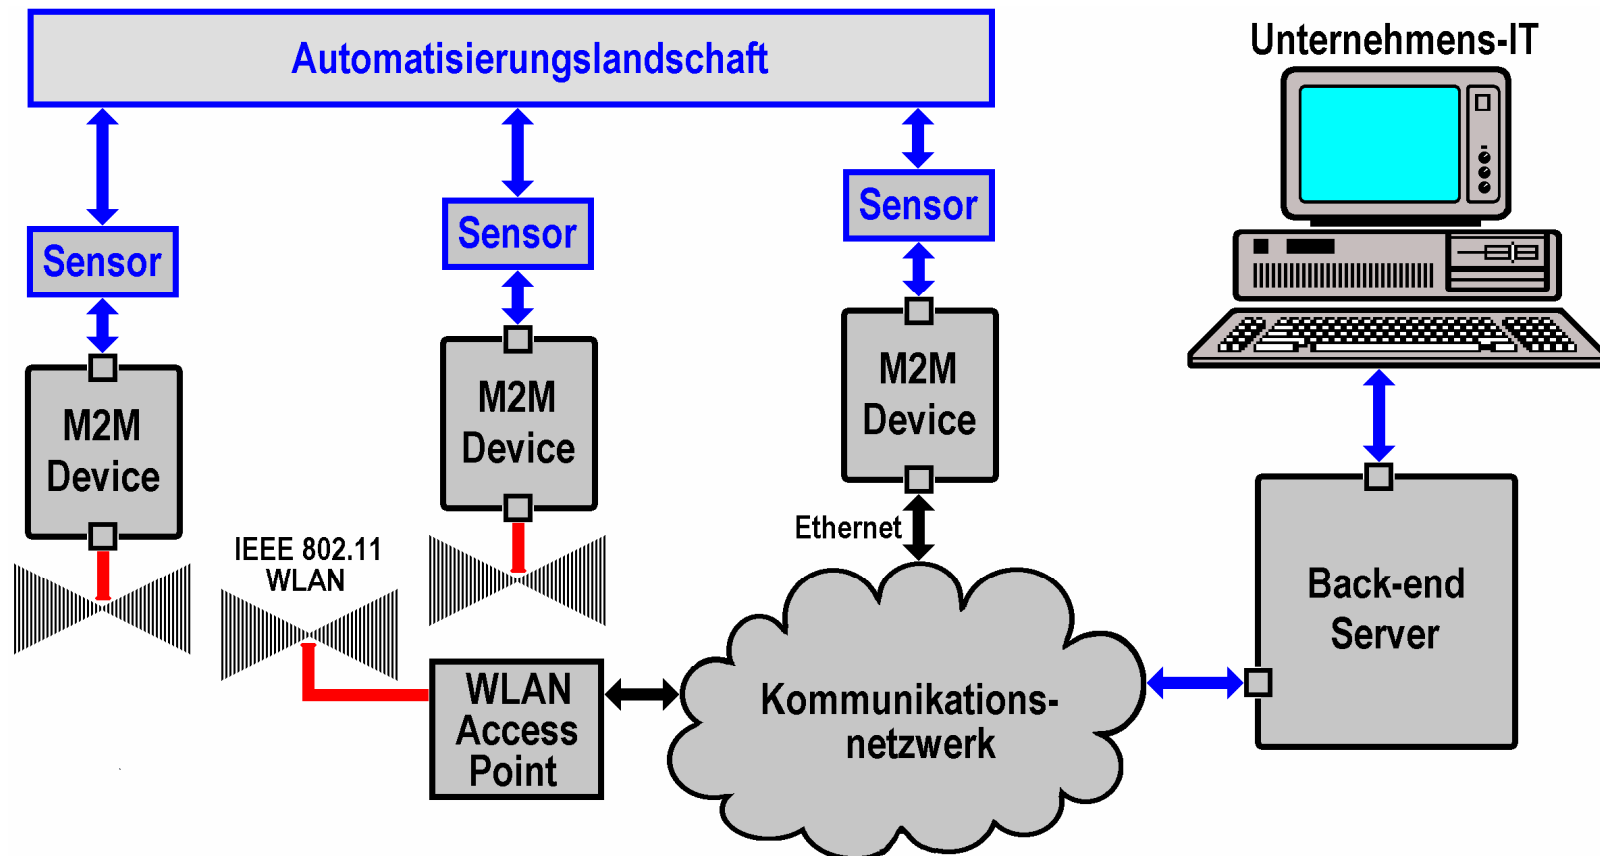 Automatisierungslandschaft
Unternehmens-IT
Sensor
Sensor
Sensor
M2M
Device
M2M
Device
M2M
Device
Ethernet
IEEE 802.11
WLAN
WLAN
Access
Point
Kommunikations-
netzwerk
Back-end
Server